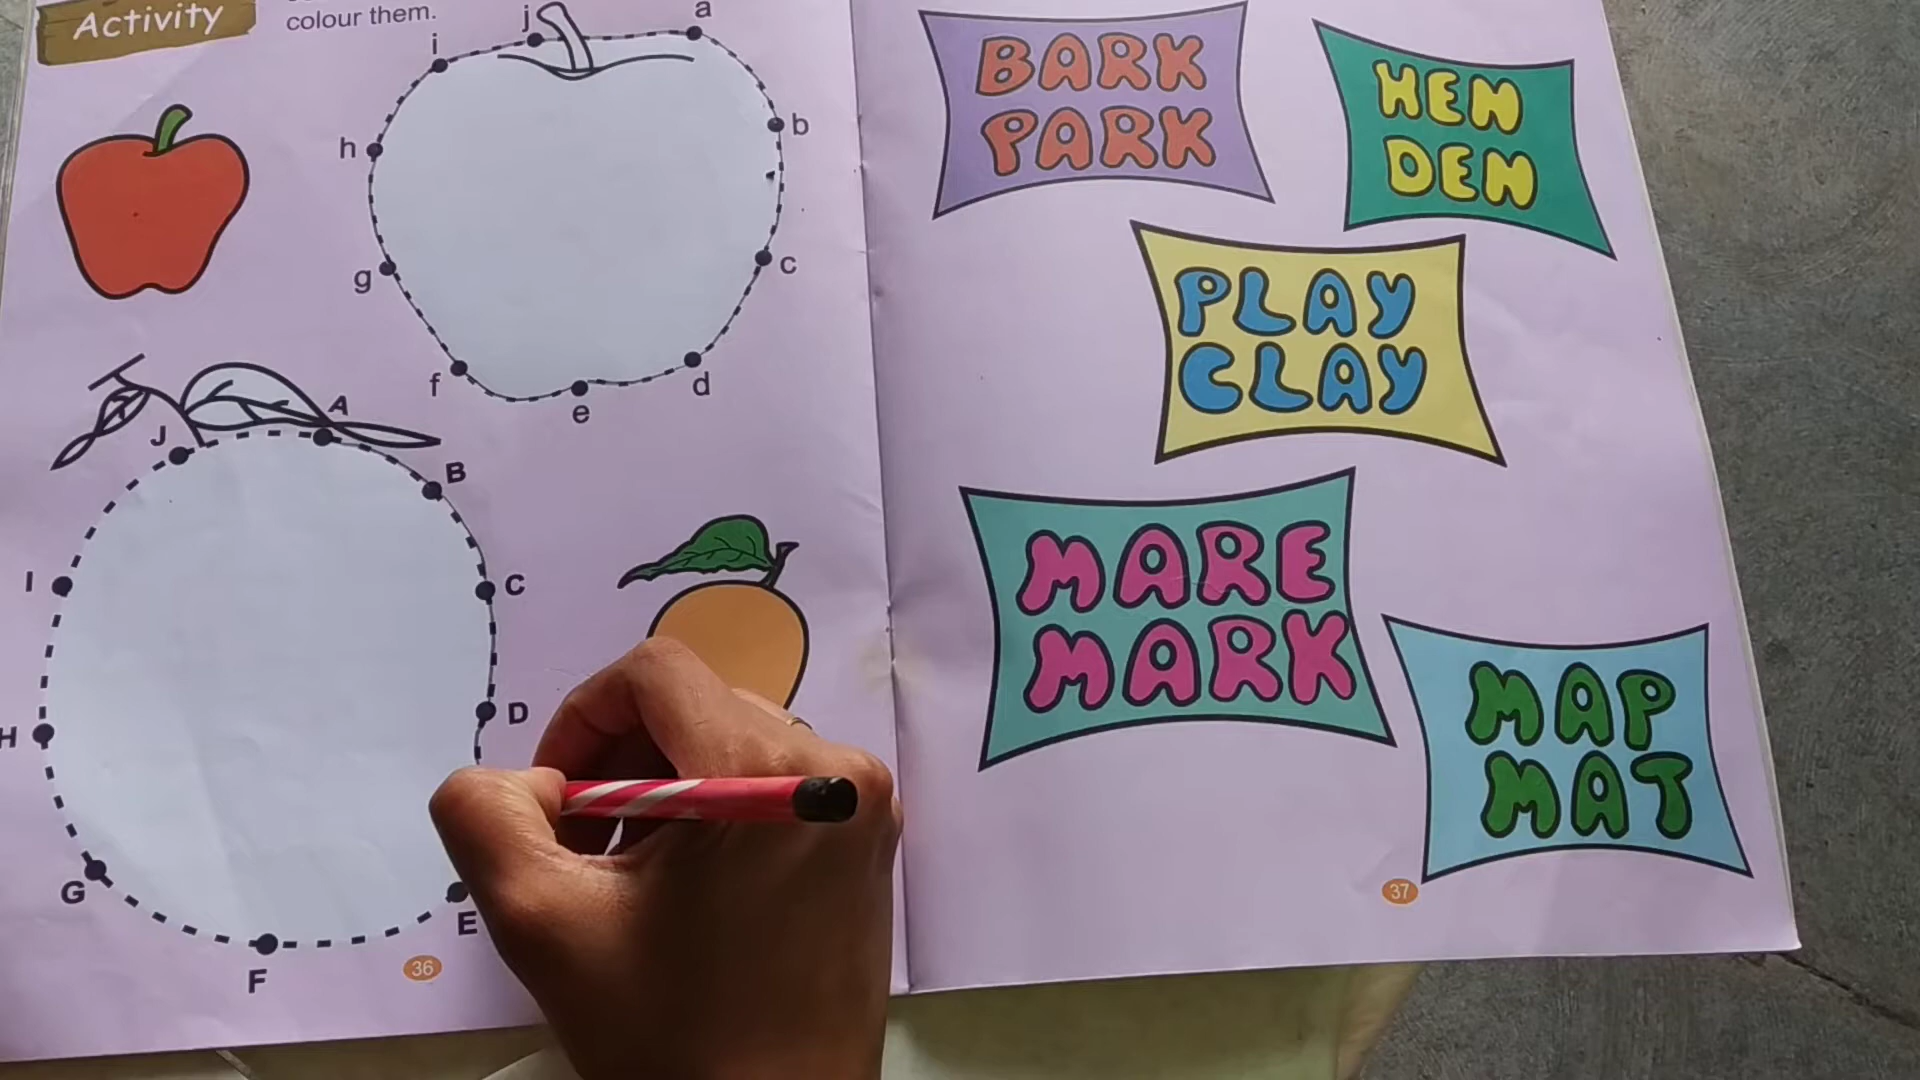 Activity
colour them.
j
a
i
b
h
c
g
f
d
e
A
J
B
I
C
D
H
G
E
F
36
BARK
PARK
HEN
DEN
PLAY
CLAY
MARE
MARK
MAP
MAT
37